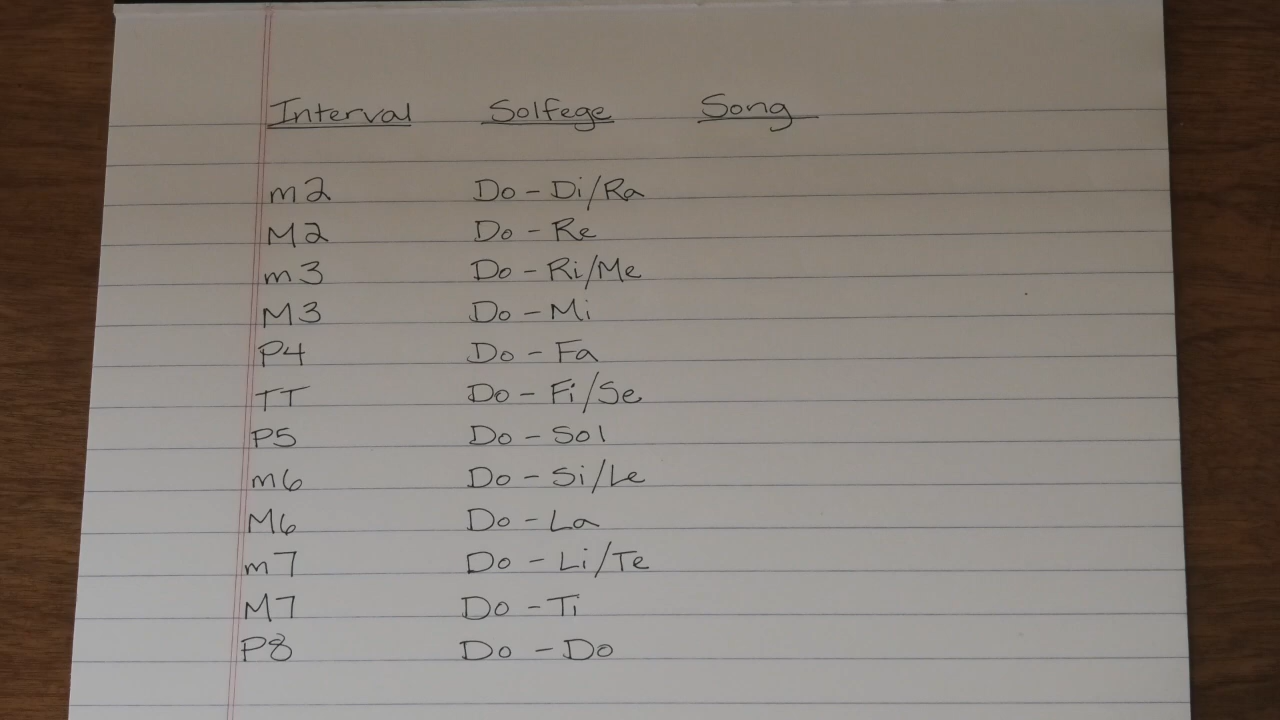 Interval Solfege Song
m2 Do - Di/Ra
M2 Do - Re
m3 Do - Ri/Me
M3 Do - Mi
P4 Do - Fa
TT Do - Fi/Se
P5 Do - Sol
m6 Do - Si/Le
M6 Do - La
m7 Do - Li/Te
M7 Do - Ti
P8 Do - Do